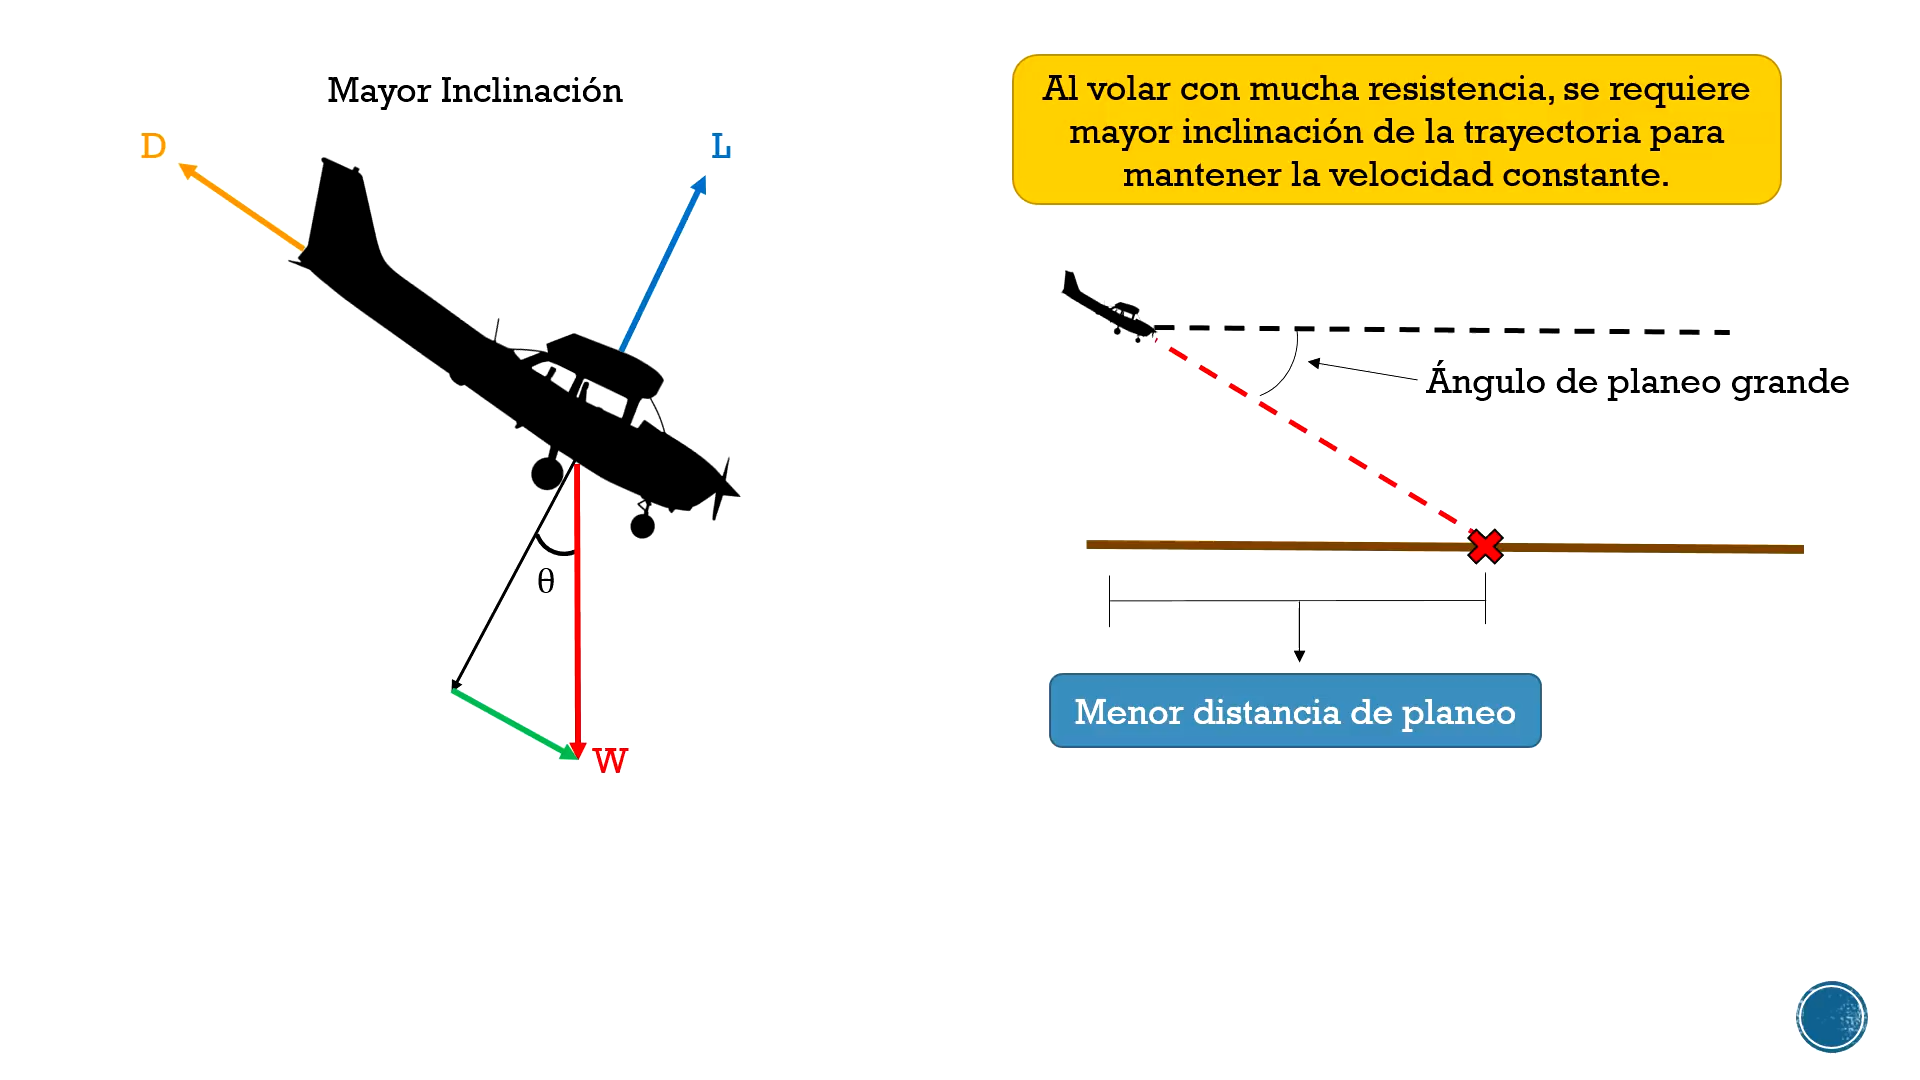 Mayor Inclinación
D
L
θ
W
Al volar con mucha resistencia, se requiere
mayor inclinación de la trayectoria para
mantener la velocidad constante.
Ángulo de planeo grande
Menor distancia de planeo